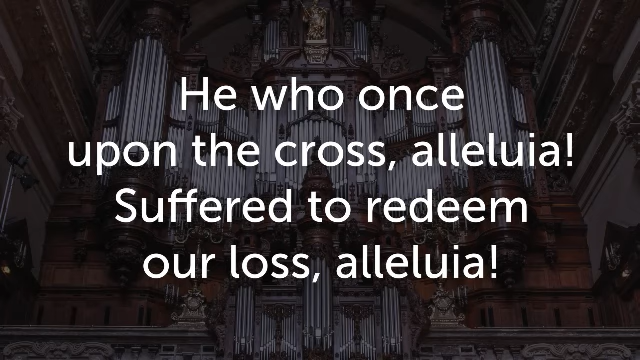 He who once
upon the cross, alleluia!
Suffered to redeem
our loss, alleluia!